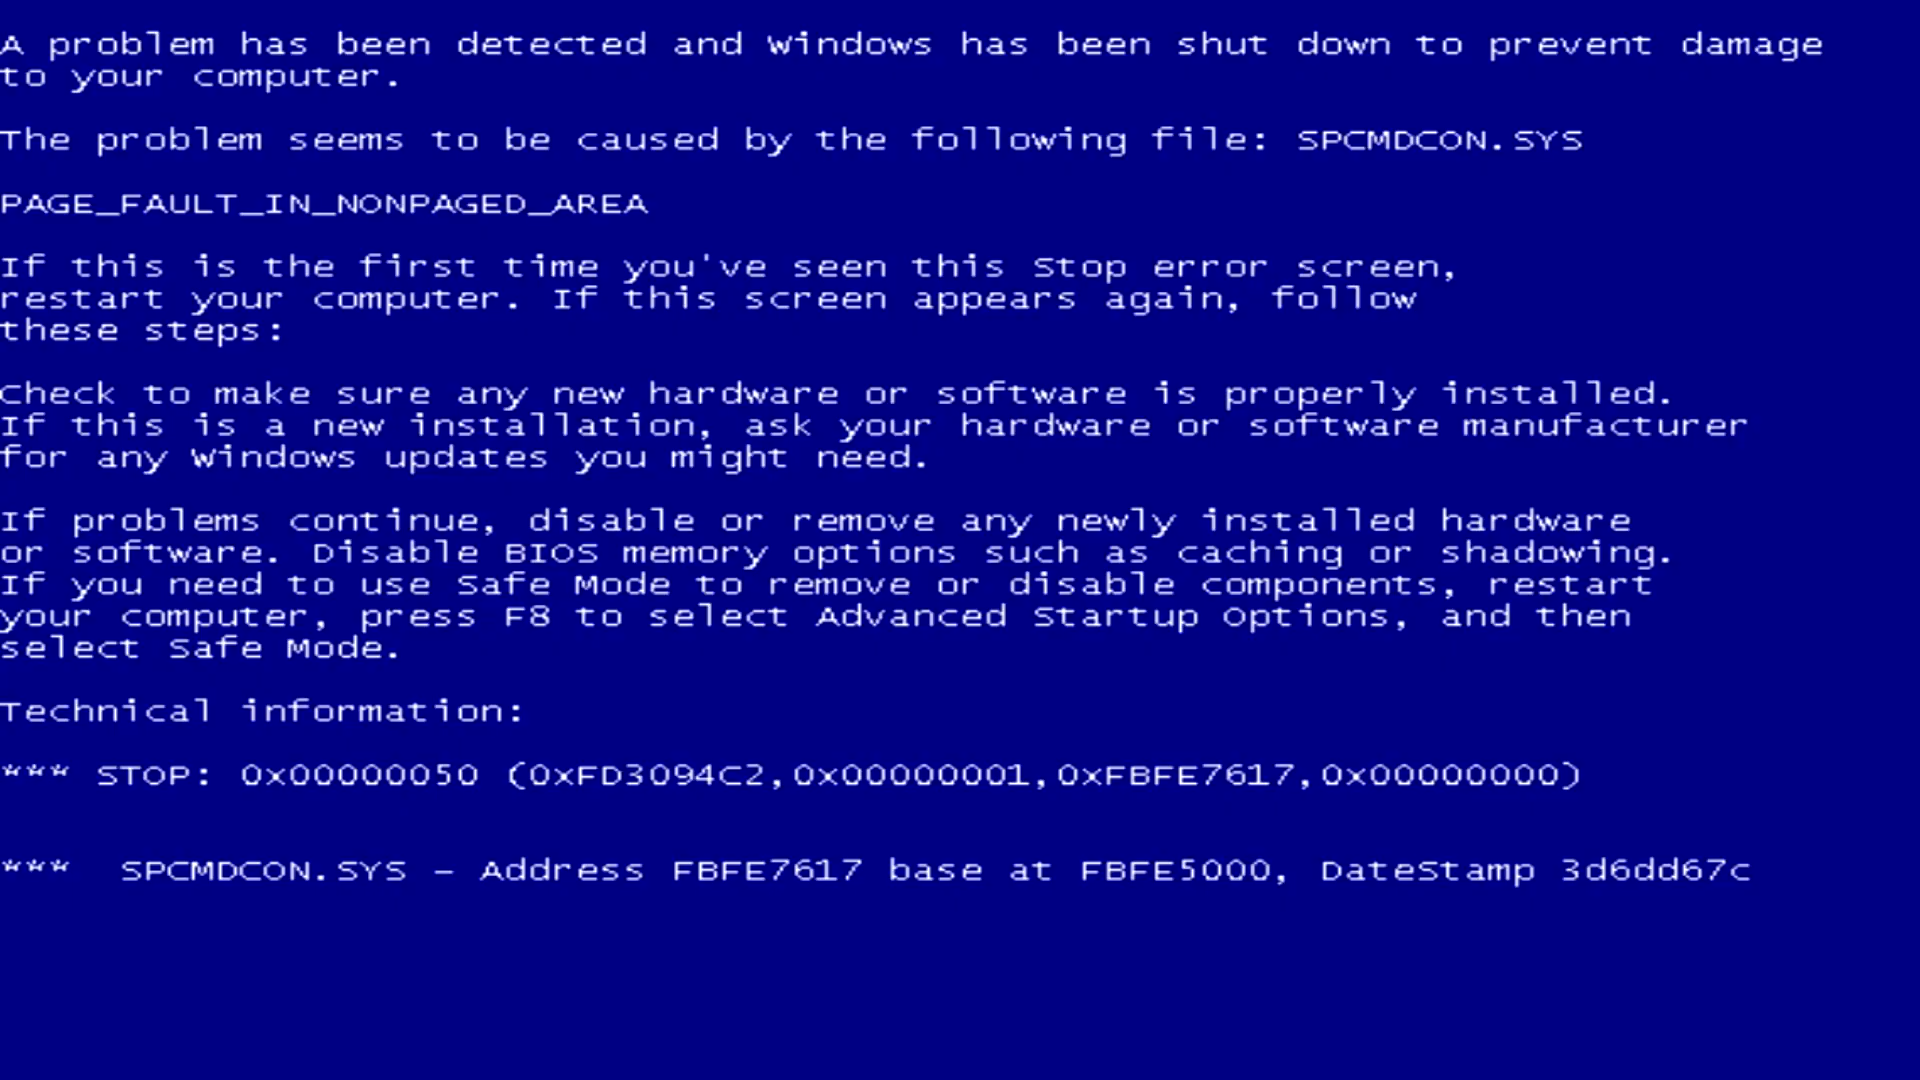 A problem has been detected and Windows has been shut down to prevent damage
to your computer.
The problem seems to be caused by the following file: SPCMDCON.SYS
PAGE_FAULT_IN_NONPAGED_AREA
If this is the first time you've seen this Stop error screen,
restart your computer. If this screen appears again, follow
these steps:
Check to make sure any new hardware or software is properly installed.
If this is a new installation, ask your hardware or software manufacturer
for any Windows updates you might need.
If problems continue, disable or remove any newly installed hardware
or software. Disable BIOS memory options such as caching or shadowing.
If you need to use Safe Mode to remove or disable components, restart
your computer, press F8 to select Advanced Startup Options, and then
select Safe Mode.
Technical information:
*** STOP: 0x00000050 (0xFD3094C2,0x00000001,0xFBFE7617,0x00000000)
***  SPCMDCON.SYS - Address FBFE7617 base at FBFE5000, DateStamp 3d6dd67c